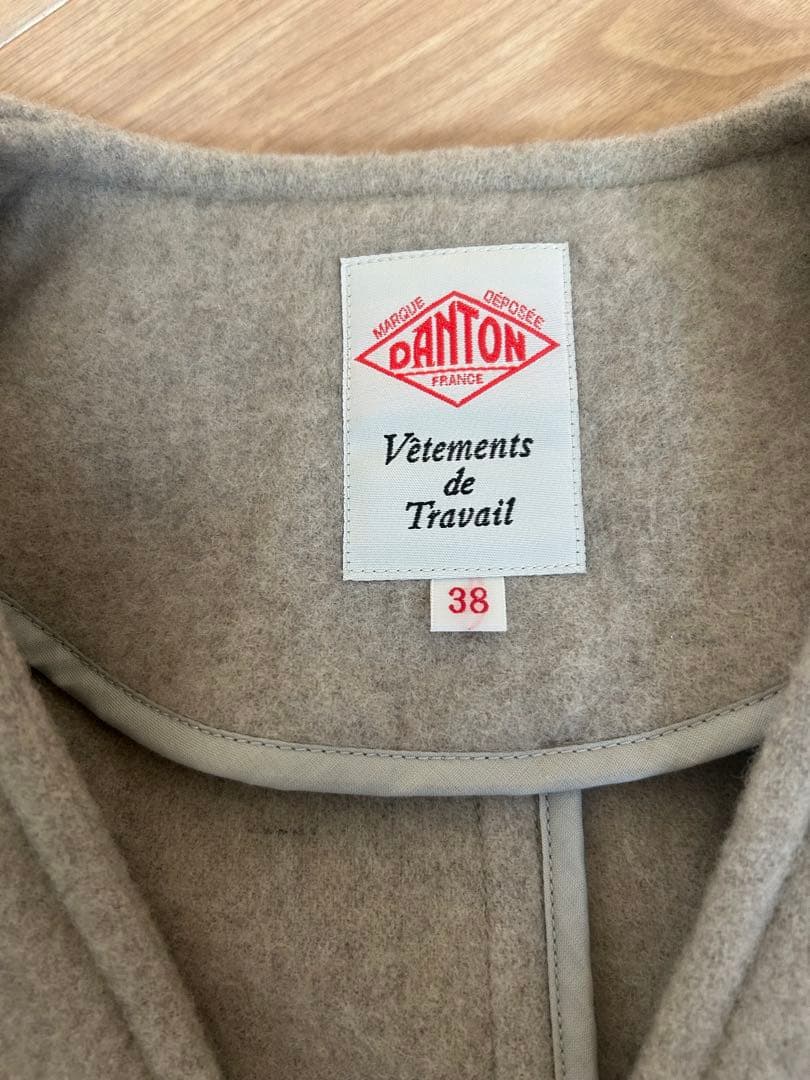 MARQUE DÉPOSÉE
DANTON
FRANCE
Vêtements
de
Travail
38